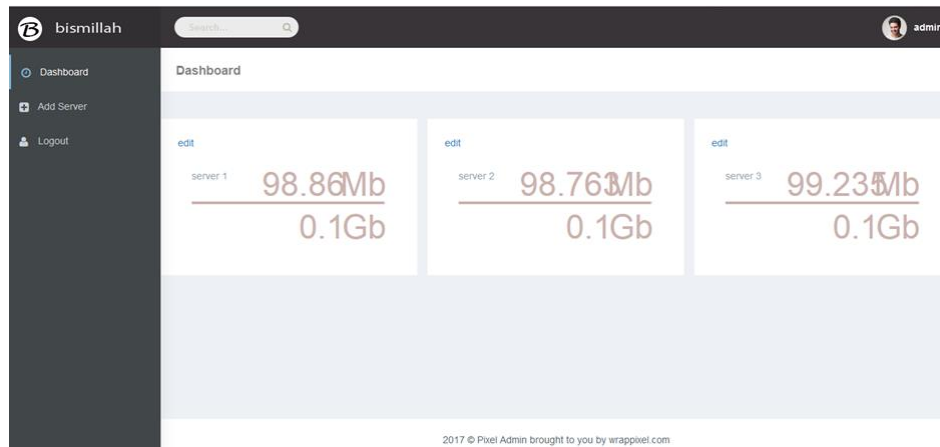 B bismillah
Search...
admin
Dashboard
Add Server
Logout
Dashboard
edit
server 1 98.86Mb
0.1Gb
edit
server 2 98.763Mb
0.1Gb
edit
server 3 99.235Mb
0.1Gb
2017 © Pixel Admin brought to you by wrappixel.com